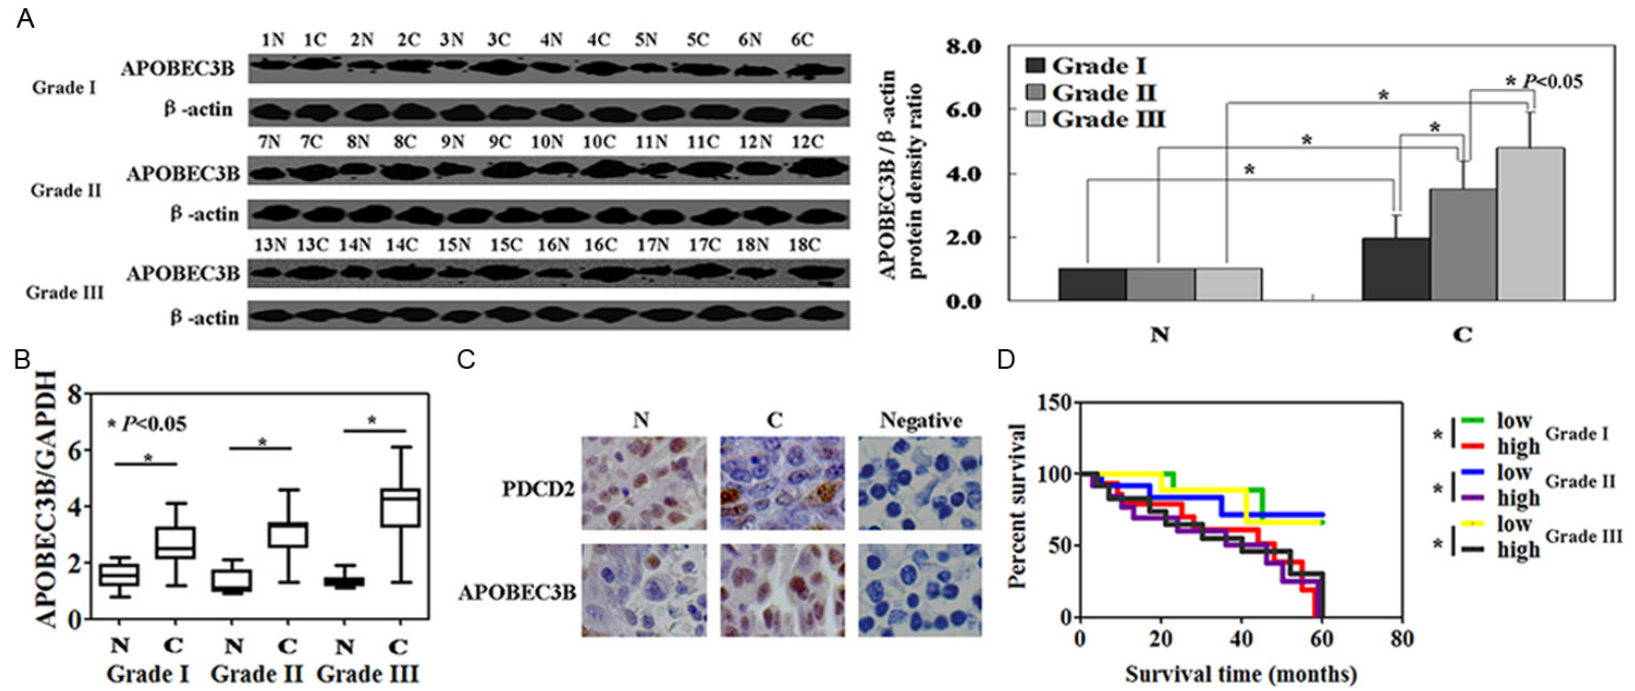 A
1N 1C 2N 2C 3N 3C 4N 4C 5N 5C 6N 6C
Grade I
APOBEC3B
β-actin
7N 7C 8N 8C 9N 9C 10N 10C 11N 11C 12N 12C
Grade II
APOBEC3B
β-actin
13N 13C 14N 14C 15N 15C 16N 16C 17N 17C 18N 18C
Grade III
APOBEC3B
β-actin
APOBEC3B / β-actin
protein density ratio
8.0
6.0
4.0
2.0
0.0
Grade I
Grade II
Grade III
* P<0.05
*
*
*
*
N C
B
APOBEC3B/GAPDH
8
6
4
2
0
* P<0.05
*
*
*
N C N C N C
Grade I Grade II Grade III
C
N C Negative
PDCD2
APOBEC3B
D
Percent survival
150
100
50
0
0 20 40 60 80
Survival time (months)
low
high
* Grade I
low
high
* Grade II
low
high
* Grade III